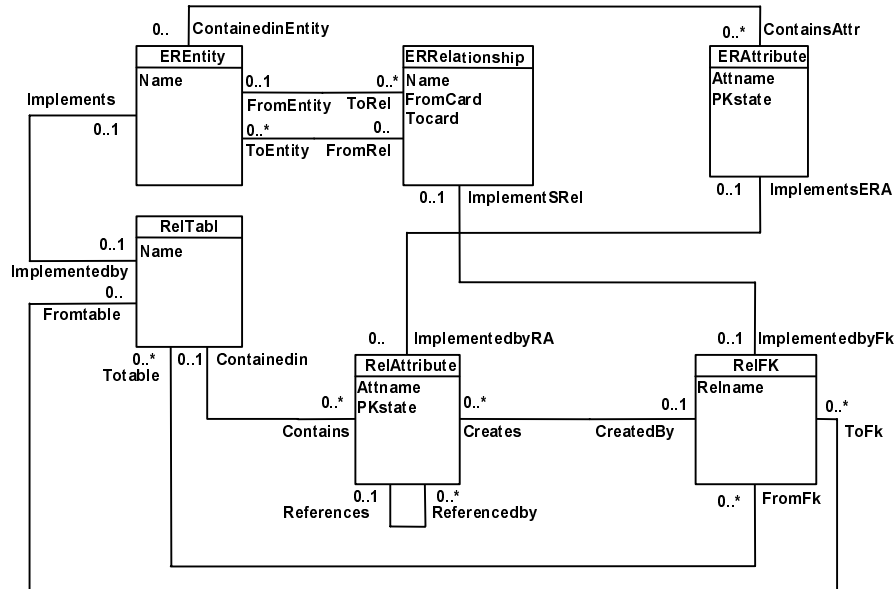 0.. ContainedinEntity
0..* ContainsAttr
EREntity
Name
ERRelationship
Name
FromCard
Tocard
ERAttribute
Attname
PKstate
0..1 0..*
FromEntity ToRel
0..* 0..
ToEntity FromRel
Implements
0..1
0..1 ImplementSRel
0..1 ImplementsERA
RelTabl
Name
0..1
Implementedby
0..
Fromtable
0..* 0..1 Containedin
Totable
0.. ImplementedbyRA
0..1 ImplementedbyFk
RelAttribute
Attname
PKstate
RelFK
Relname
0..*
Contains
0..* 0..1
Creates CreatedBy
0..*
ToFk
0..1 0..*
References Referencedby
0..* FromFk